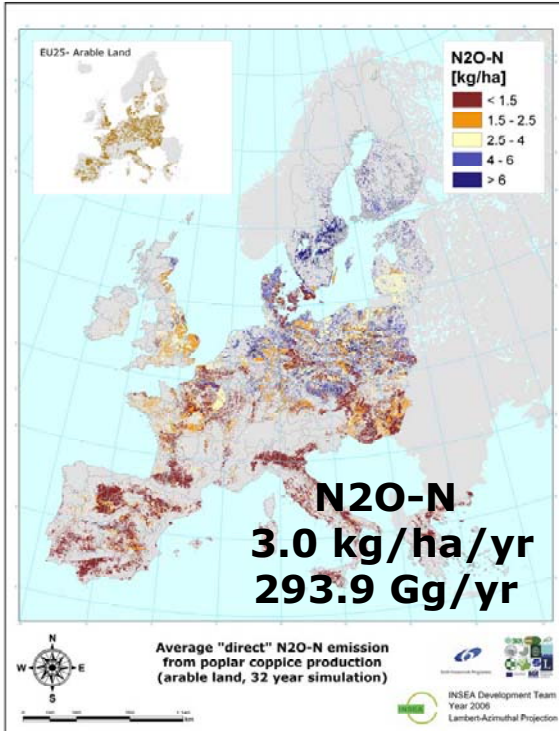 EU25- Arable Land
N2O-N
[kg/ha]
< 1.5
1.5 - 2.5
2.5 - 4
4 - 6
> 6
N2O-N
3.0 kg/ha/yr
293.9 Gg/yr
N
W E
S
Average "direct" N2O-N emission
from poplar coppice production
(arable land, 32 year simulation)
km
INSEA
INSEA Development Team
Year 2006
Lambert-Azimuthal Projection